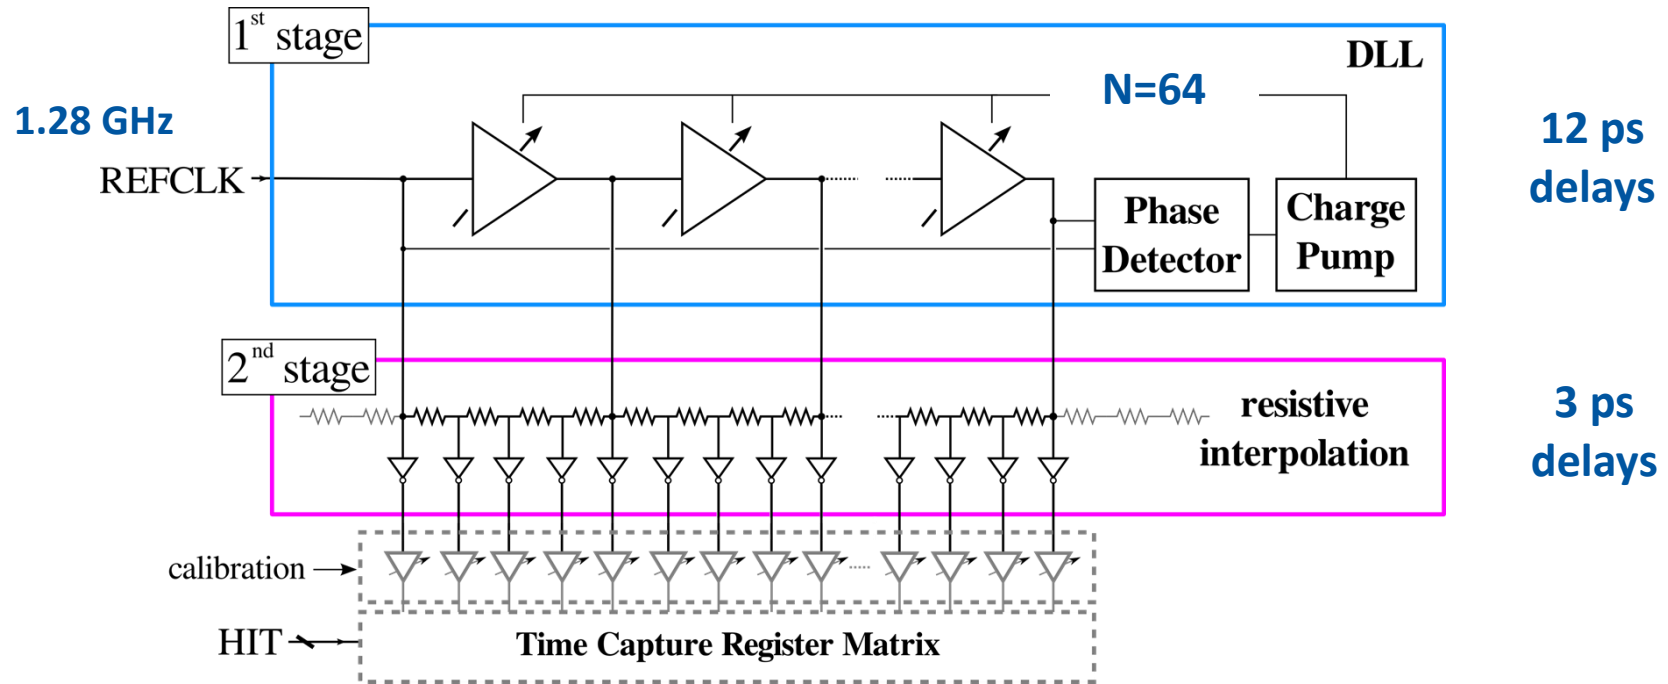 1st stage
DLL
N=64
1.28 GHz
REFCLK
12 ps
delays
Phase
Detector
Charge
Pump
2nd stage
resistive
interpolation
3 ps
delays
calibration
HIT
Time Capture Register Matrix